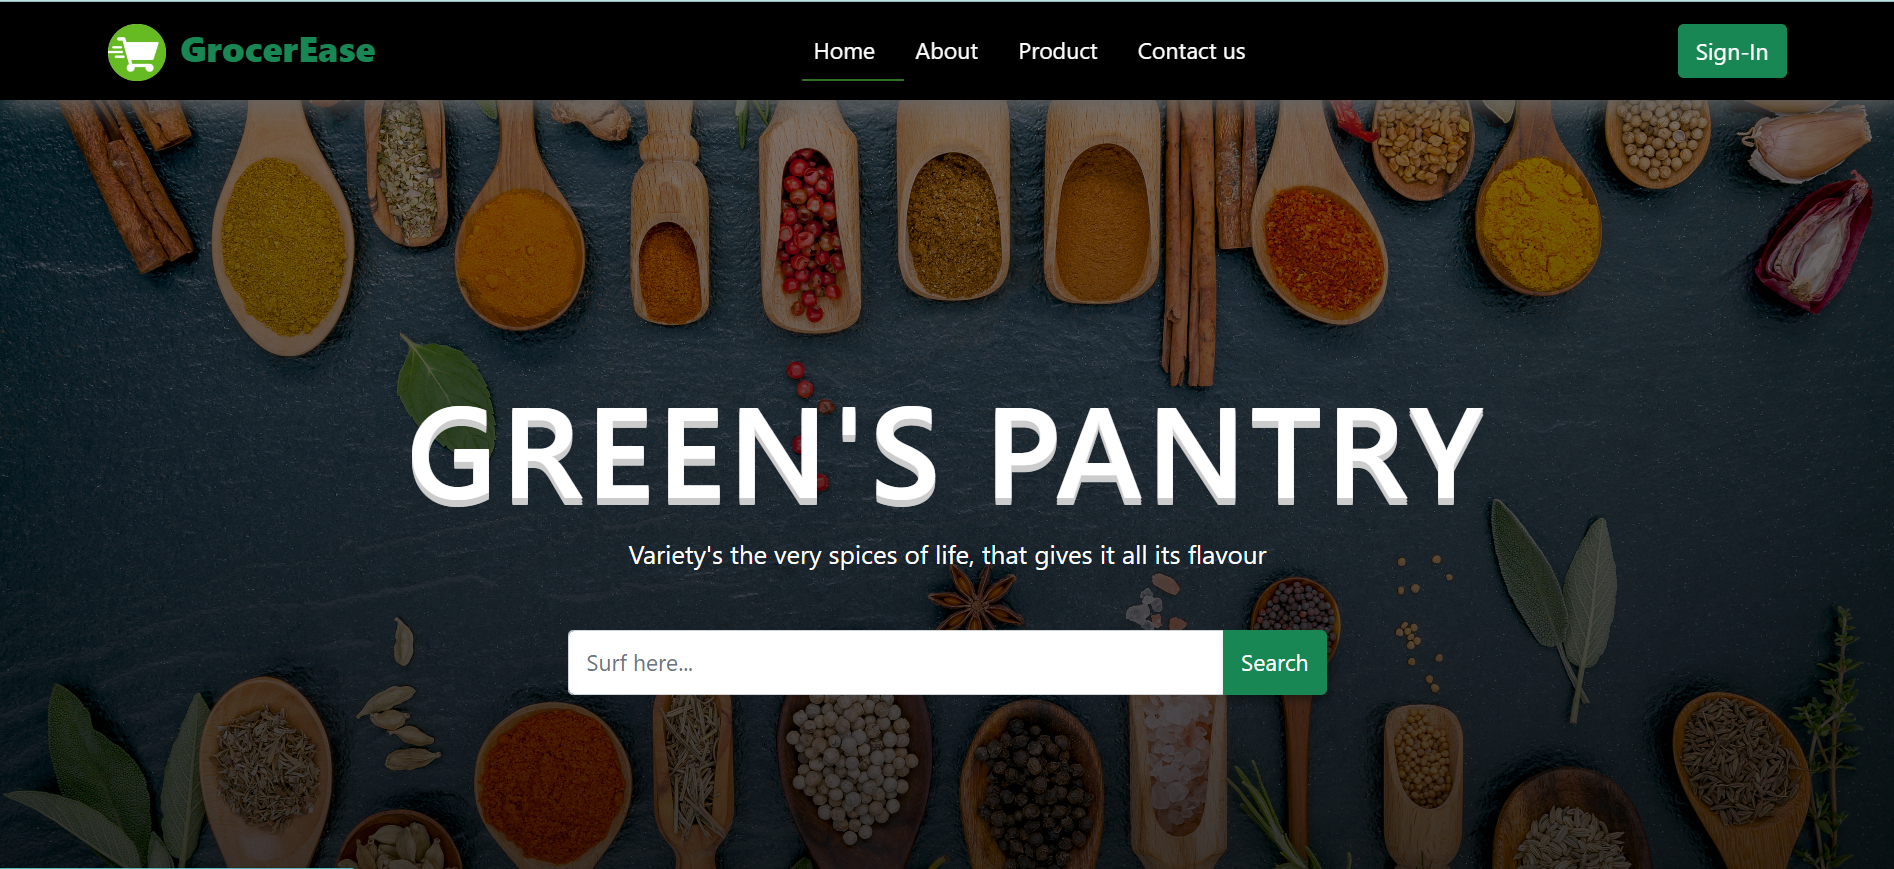 GrocerEase
Home About Product Contact us
Sign-In
GREEN'S PANTRY
Variety's the very spices of life, that gives it all its flavour
Surf here...
Search